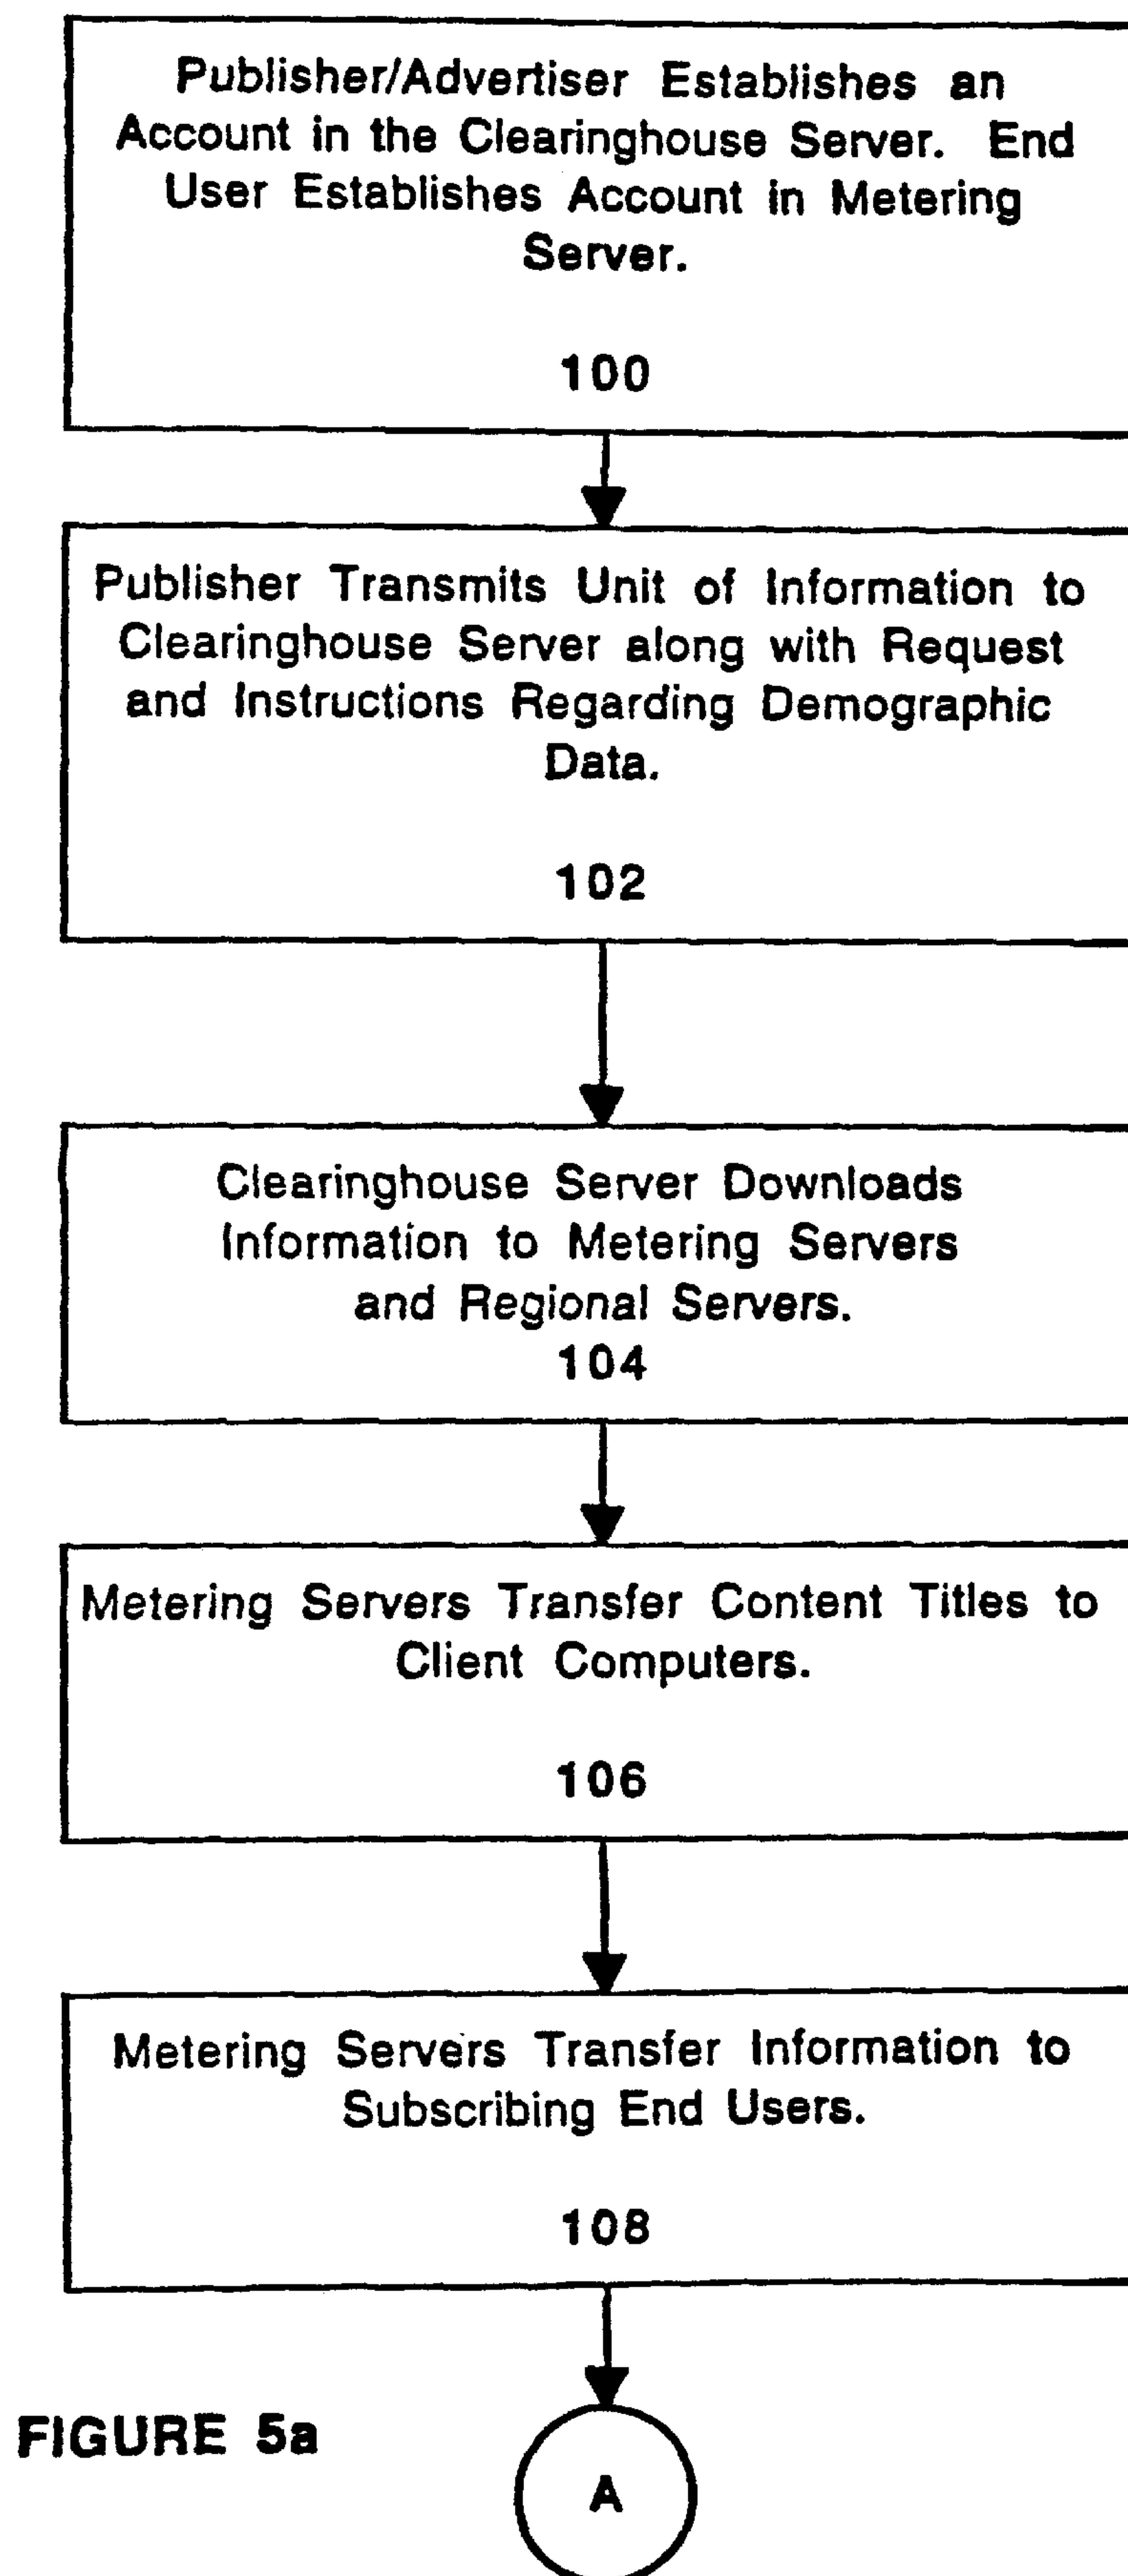 Publisher/Advertiser Establishes an
Account in the Clearinghouse Server. End
User Establishes Account in Metering
Server.
100
Publisher Transmits Unit of Information to
Clearinghouse Server along with Request
and Instructions Regarding Demographic
Data.
102
Clearinghouse Server Downloads
Information to Metering Servers
and Regional Servers.
104
Metering Servers Transfer Content Titles to
Client Computers.
106
Metering Servers Transfer Information to
Subscribing End Users.
108
FIGURE 5a
A